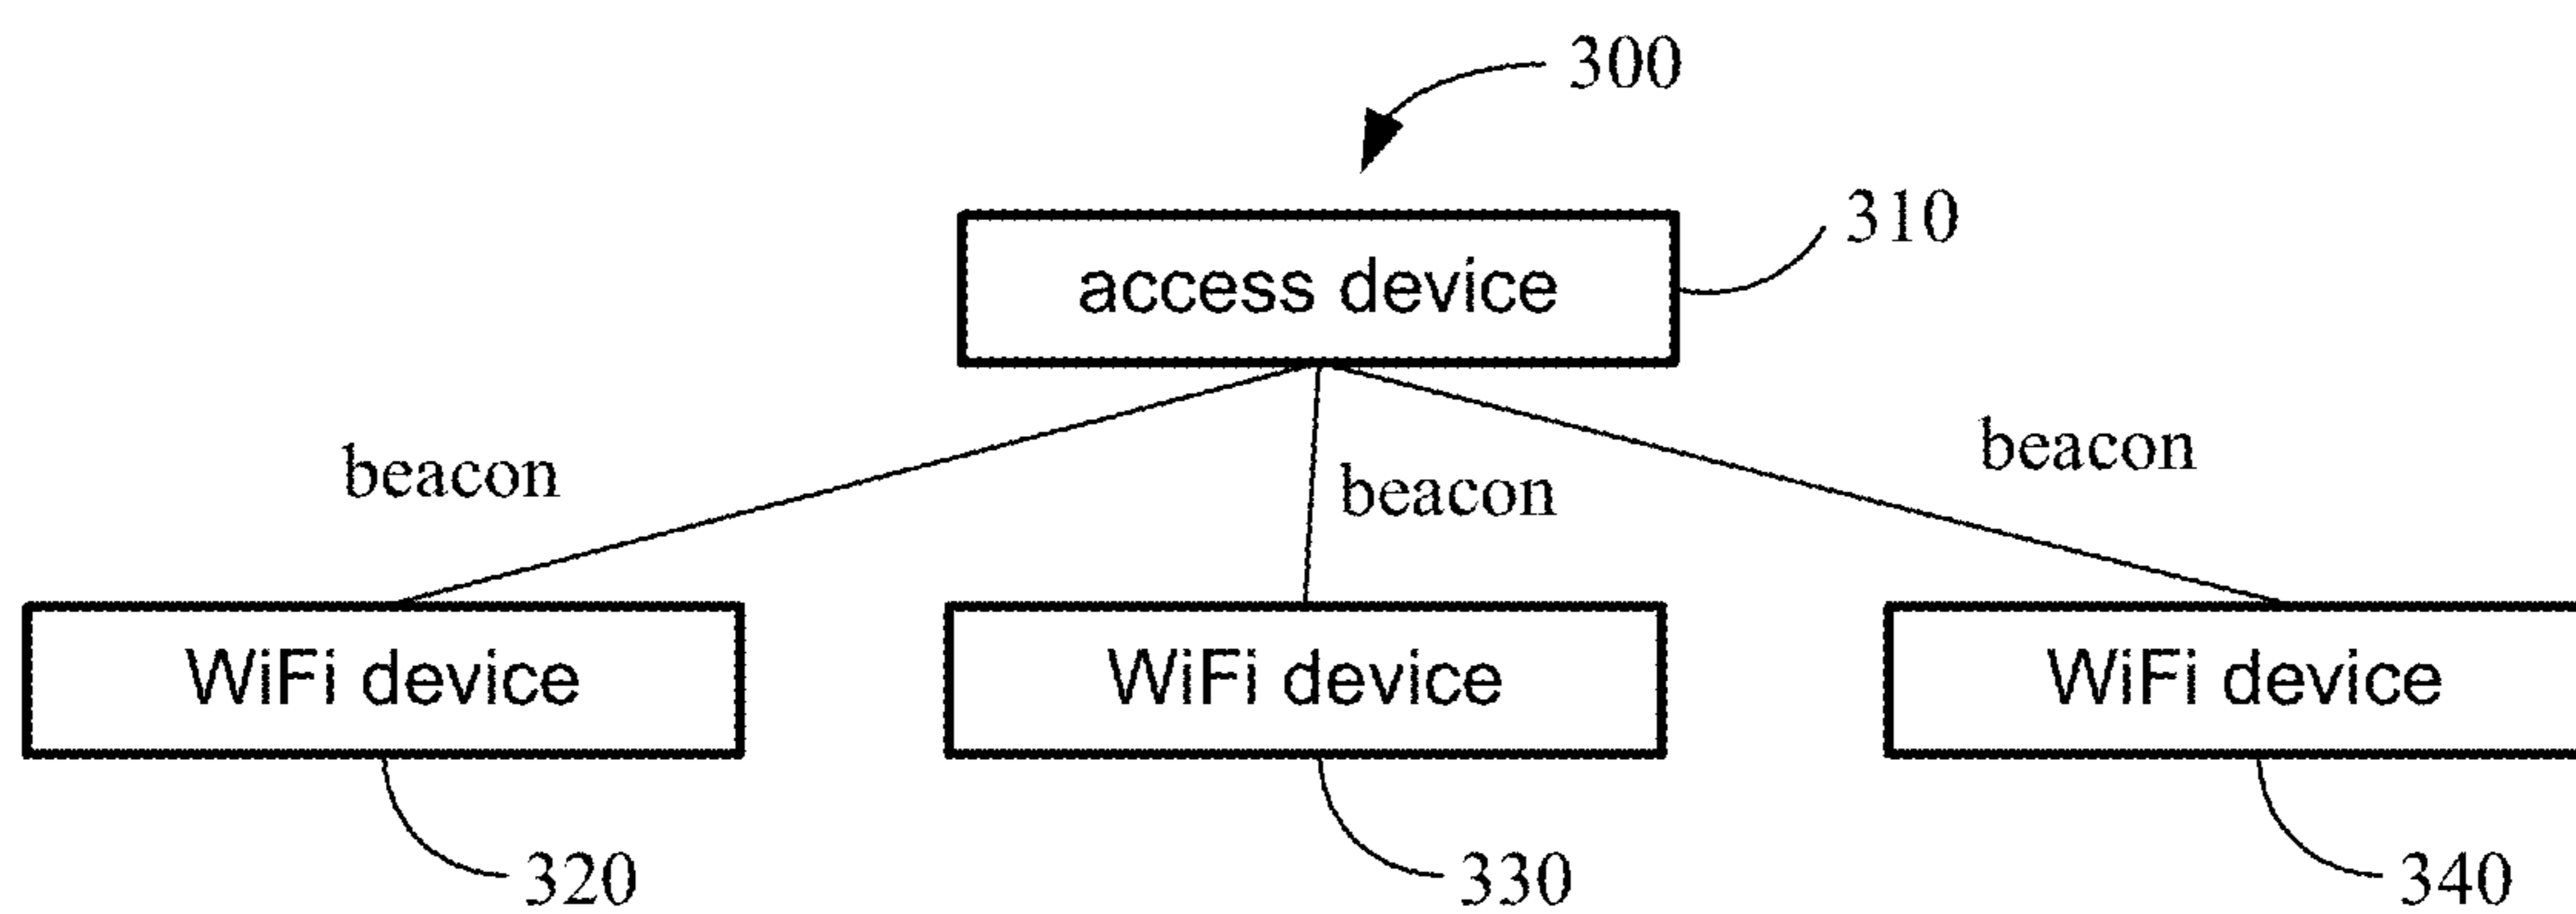 300
310
access device
beacon
beacon
beacon
WiFi device
WiFi device
WiFi device
320
330
340